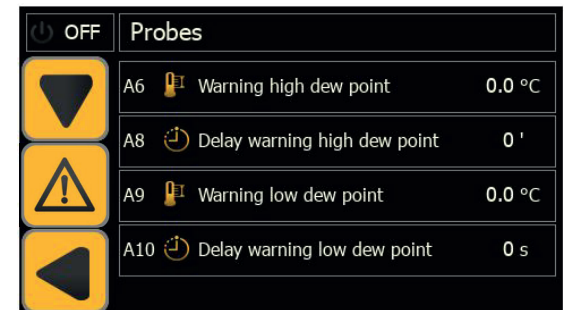 OFF Probes
A6 Warning high dew point 0.0 °C
A8 Delay warning high dew point 0 '
A9 Warning low dew point 0.0 °C
A10 Delay warning low dew point 0 s